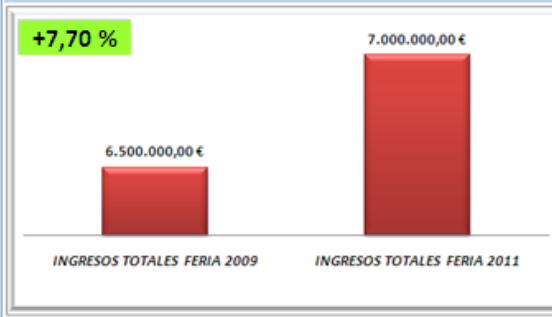 +7,70 %
7.000.000,00 €
6.500.000,00 €
INGRESOS TOTALES FERIA 2009
INGRESOS TOTALES FERIA 2011